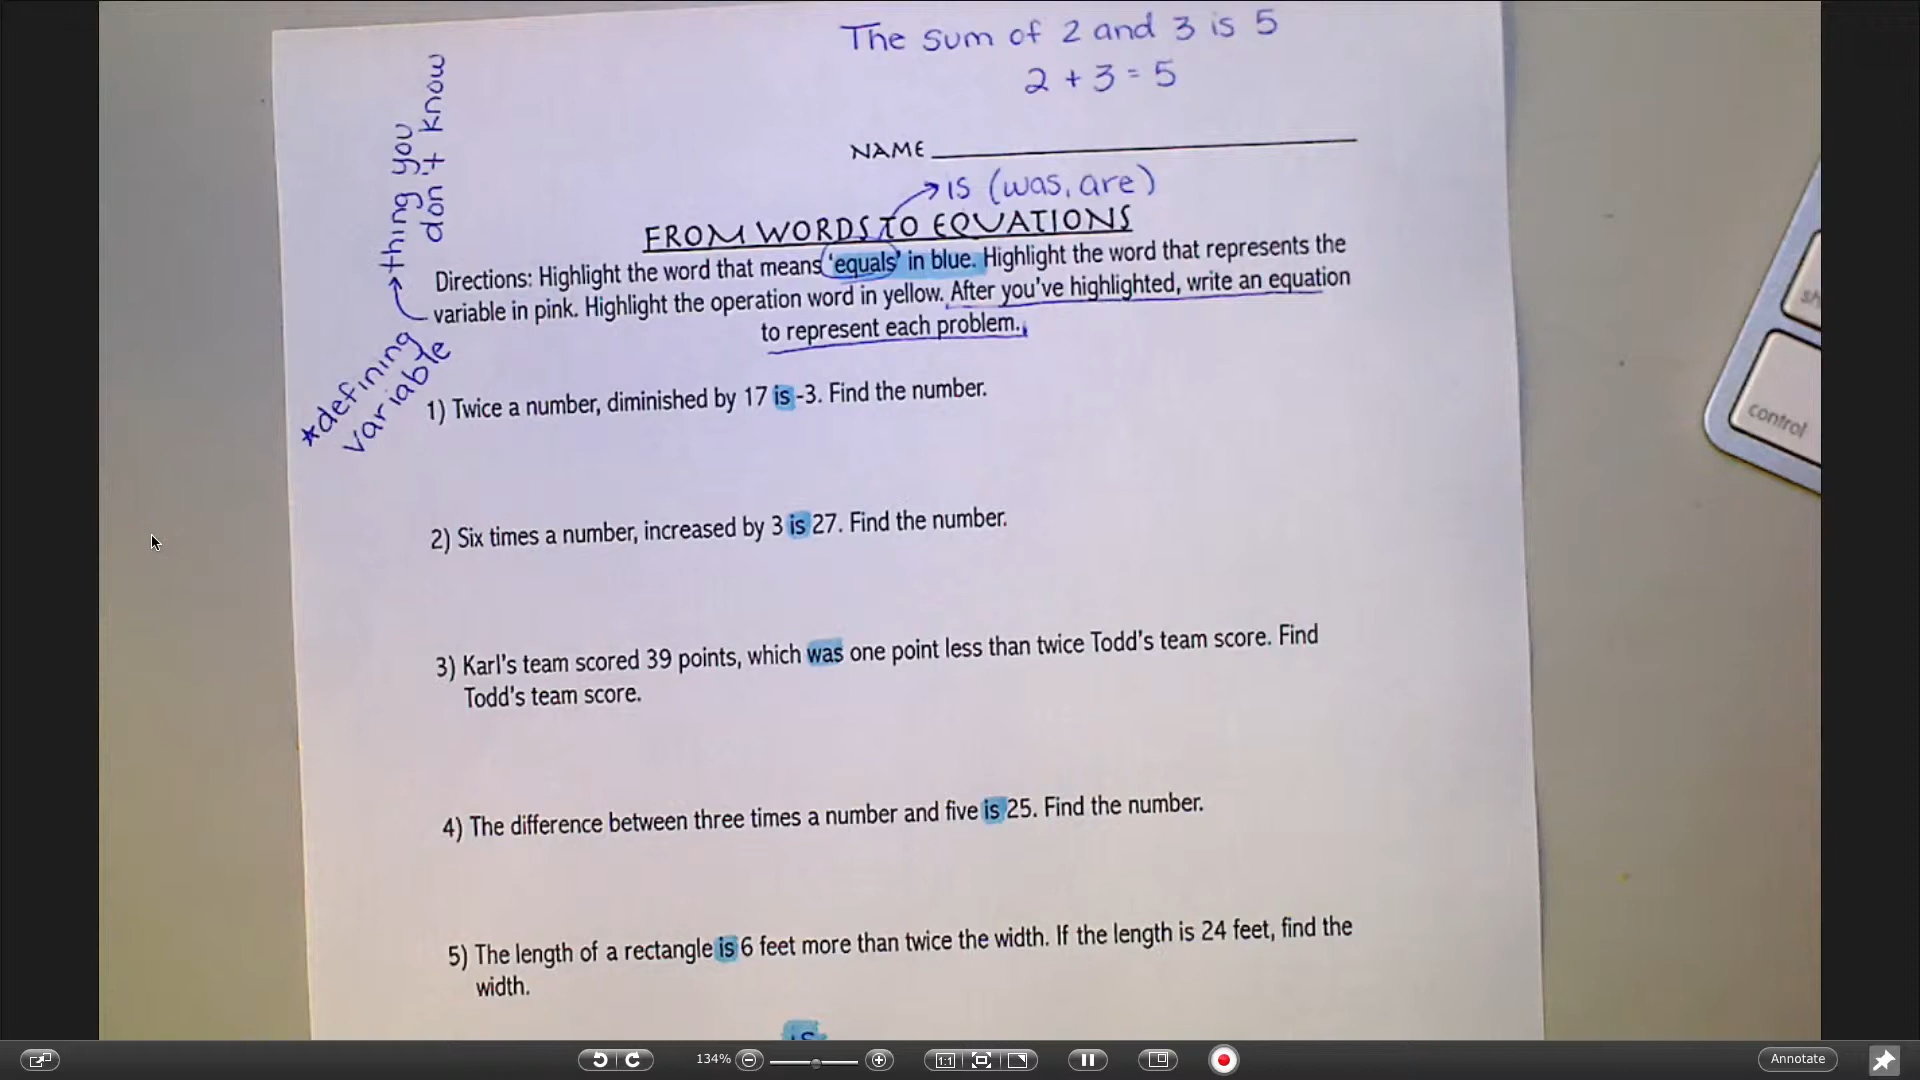 The sum of 2 and 3 is 5
2 + 3 = 5
thing you
don't know
NAME
is (was, are)
FROM WORDS TO EQUATIONS
Directions: Highlight the word that means 'equals' in blue. Highlight the word that represents the
variable in pink. Highlight the operation word in yellow. After you've highlighted, write an equation
to represent each problem.
*defining
variable
1) Twice a number, diminished by 17 is -3. Find the number.
2) Six times a number, increased by 3 is 27. Find the number.
3) Karl's team scored 39 points, which was one point less than twice Todd's team score. Find
Todd's team score.
4) The difference between three times a number and five is 25. Find the number.
5) The length of a rectangle is 6 feet more than twice the width. If the length is 24 feet, find the
width.
is
control
134%
1:1
Annotate